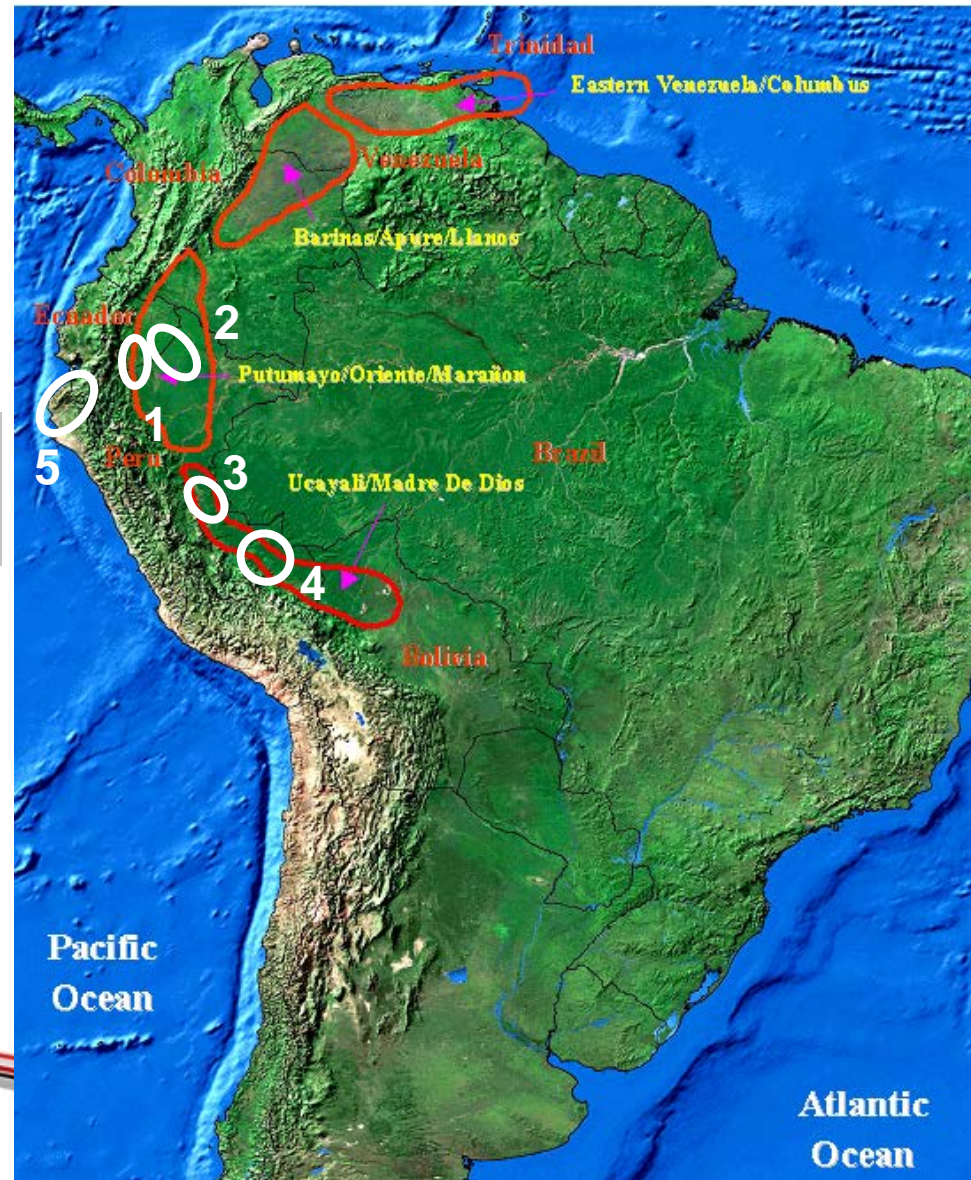 Trinidad
Eastern Venezuela/Columbus
Colombia
Venezuela
Barinas/Apure/Llanos
Ecuador
2
Putumayo/Oriente/Marañon
1
5
Peru
Brazil
3
Ucayali/Madre De Dios
4
Bolivia
Pacific
Ocean
Atlantic
Ocean